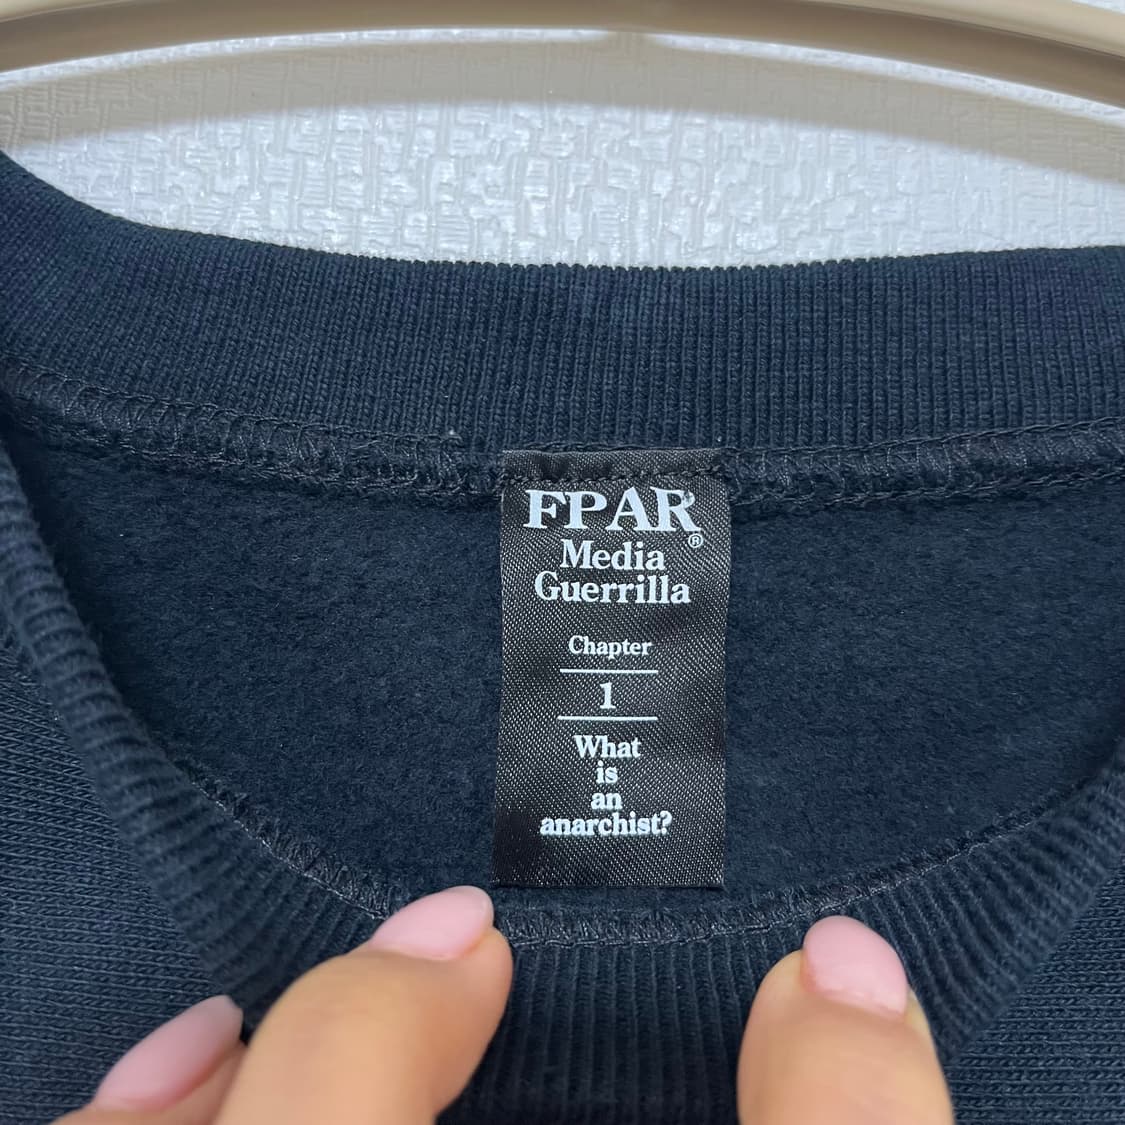 FPAR®
Media
Guerrilla
Chapter
1
What
is
an
anarchist?